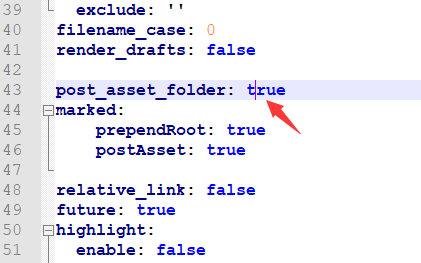 39 exclude: ''
40 filename_case: 0
41 render_drafts: false
42
43 post_asset_folder: true
44 marked:
45 prependRoot: true
46 postAsset: true
47
48 relative_link: false
49 future: true
50 highlight:
51 enable: false